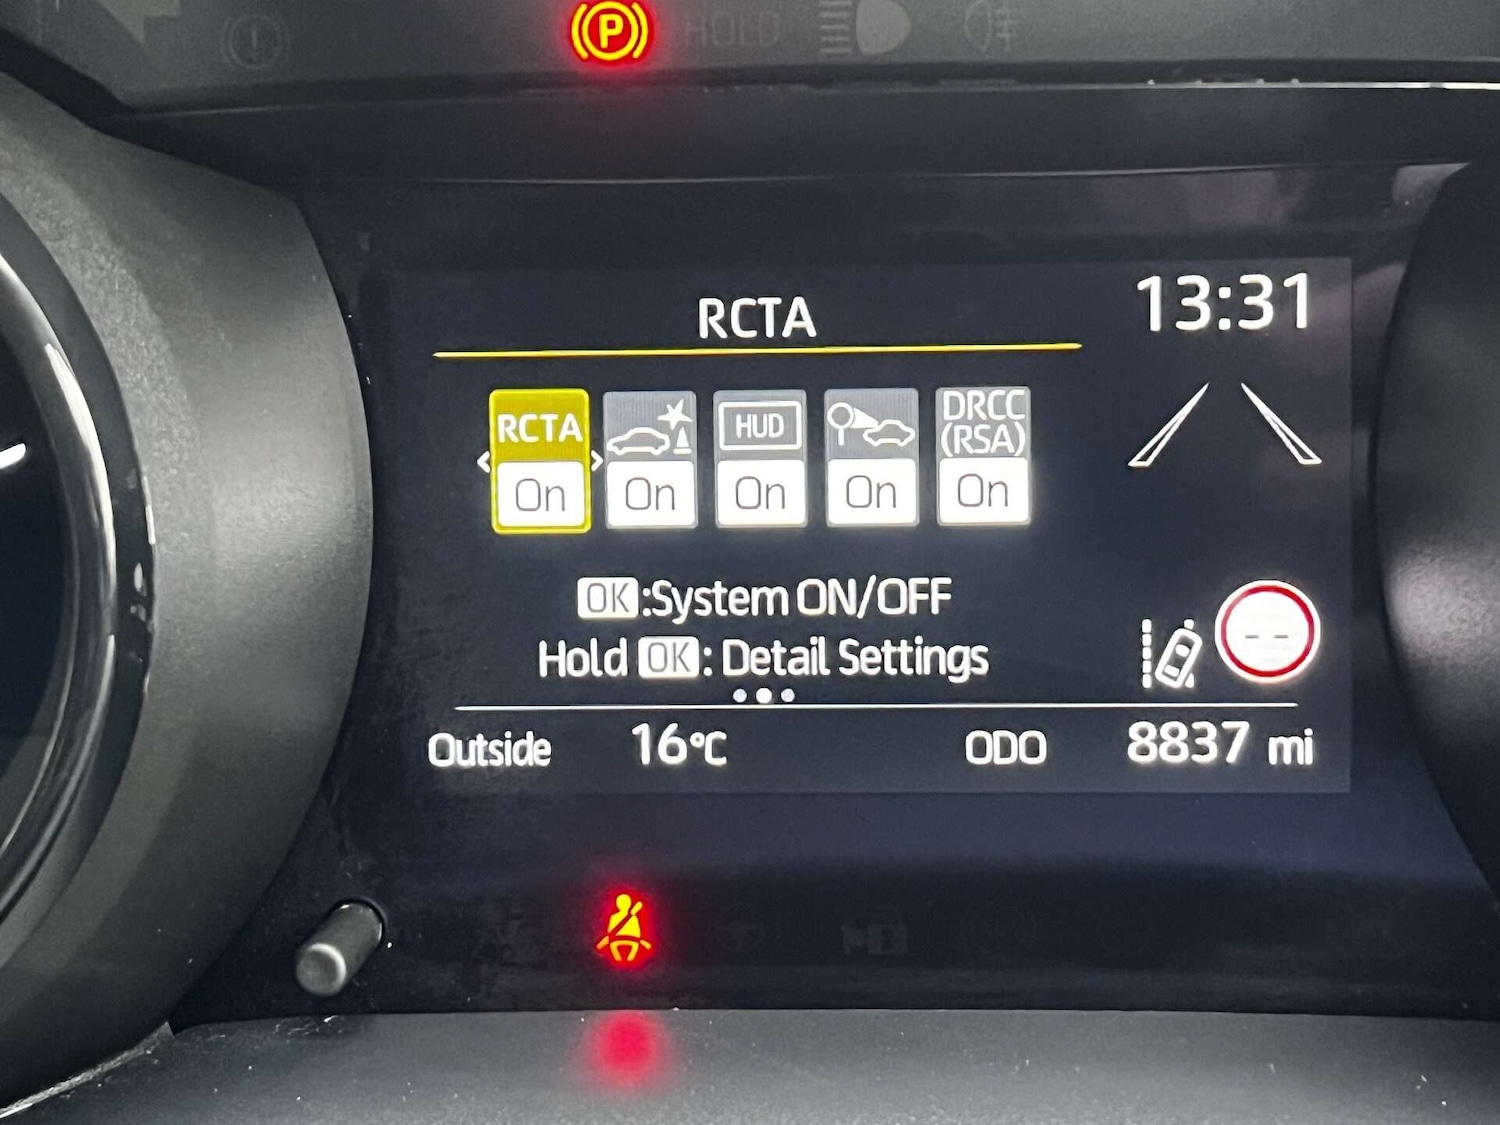 P HOLD
RCTA 13:31
RCTA HUD DRCC
(RSA)
On On On On On
OK:System ON/OFF
Hold OK: Detail Settings
--
Outside 16°C ODO 8837 mi